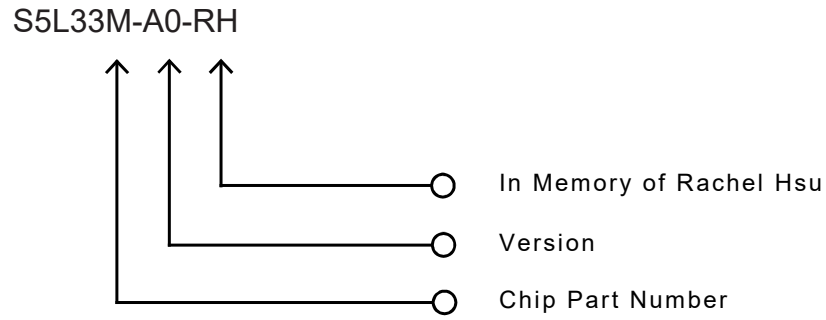 S5L33M-A0-RH
In Memory of Rachel Hsu
Version
Chip Part Number